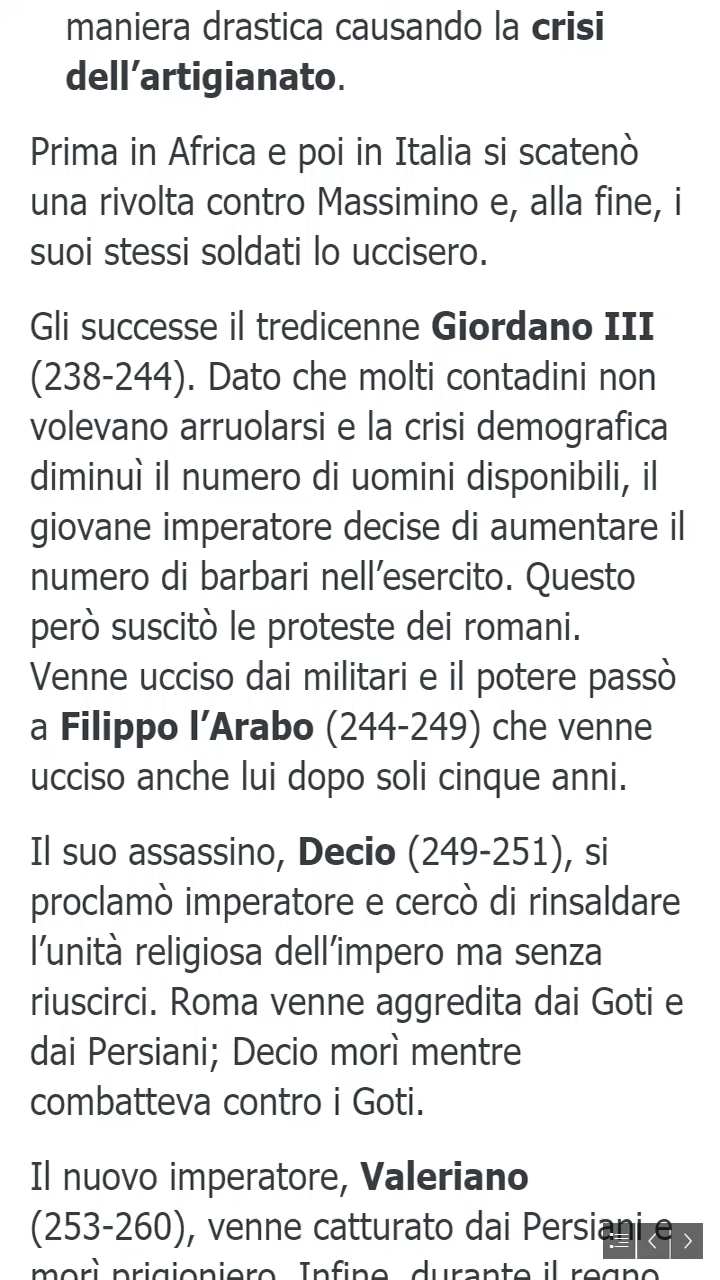 maniera drastica causando la crisi
dell’artigianato.
Prima in Africa e poi in Italia si scatenò
una rivolta contro Massimino e, alla fine, i
suoi stessi soldati lo uccisero.
Gli successe il tredicenne Giordano III
(238-244). Dato che molti contadini non
volevano arruolarsi e la crisi demografica
diminuì il numero di uomini disponibili, il
giovane imperatore decise di aumentare il
numero di barbari nell’esercito. Questo
però suscitò le proteste dei romani.
Venne ucciso dai militari e il potere passò
a Filippo l’Arabo (244-249) che venne
ucciso anche lui dopo soli cinque anni.
Il suo assassino, Decio (249-251), si
proclamò imperatore e cercò di rinsaldare
l’unità religiosa dell’impero ma senza
riuscirci. Roma venne aggredita dai Goti e
dai Persiani; Decio morì mentre
combatteva contro i Goti.
Il nuovo imperatore, Valeriano
(253-260), venne catturato dai Persiani e
morì prigioniero. Infine, durante il regno